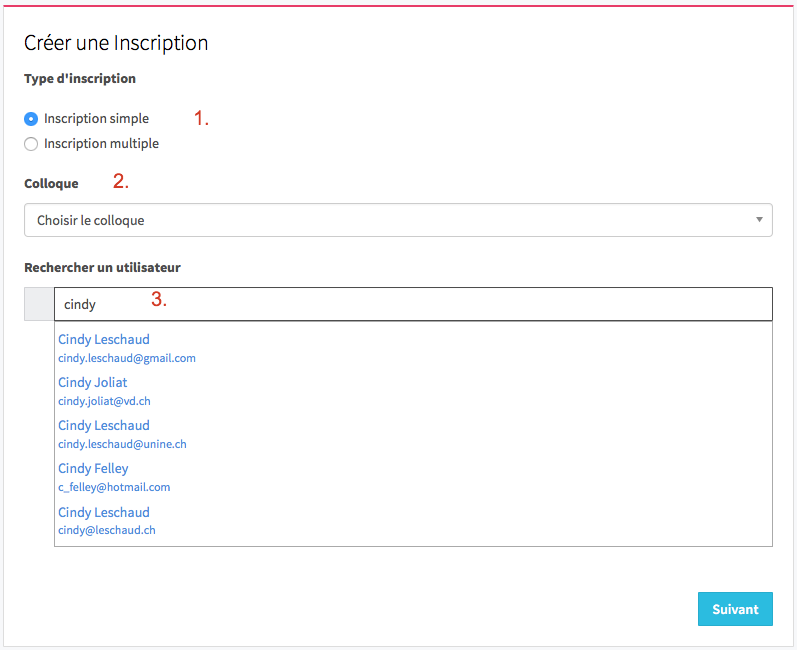 Créer une Inscription
Type d'inscription
Inscription simple 1.
Inscription multiple
Colloque 2.
Choisir le colloque
Rechercher un utilisateur
cindy 3.
Cindy Leschaud
cindy.leschaud@gmail.com
Cindy Joliat
cindy.joliat@vd.ch
Cindy Leschaud
cindy.leschaud@unine.ch
Cindy Felley
c_felley@hotmail.com
Cindy Leschaud
cindy@leschaud.ch
Suivant